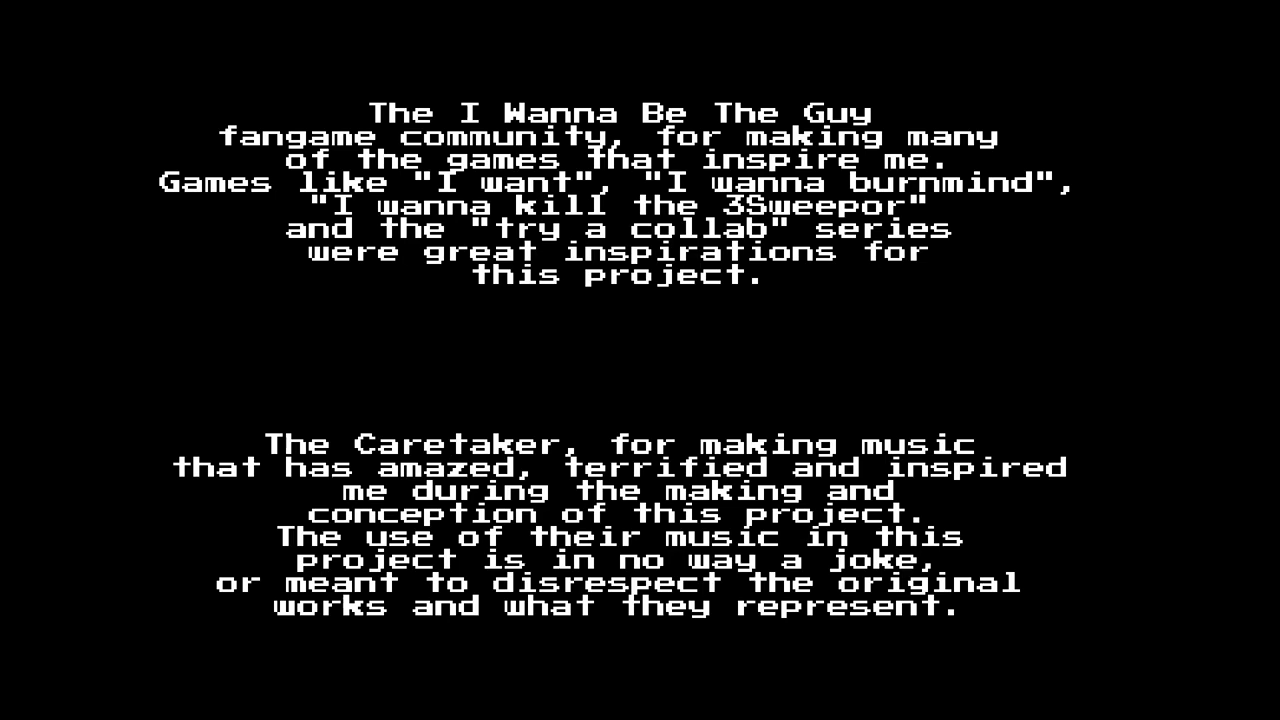 The I Wanna Be The Guy
fangame community, for making many
of the games that inspire me.
Games like "I want", "I wanna burnmind",
"I wanna kill the 3Sweepor"
and the "try a collab" series
were great inspirations for
this project.
The Caretaker, for making music
that has amazed, terrified and inspired
me during the making and
conception of this project.
The use of their music in this
project is in no way a joke,
or meant to disrespect the original
works and what they represent.